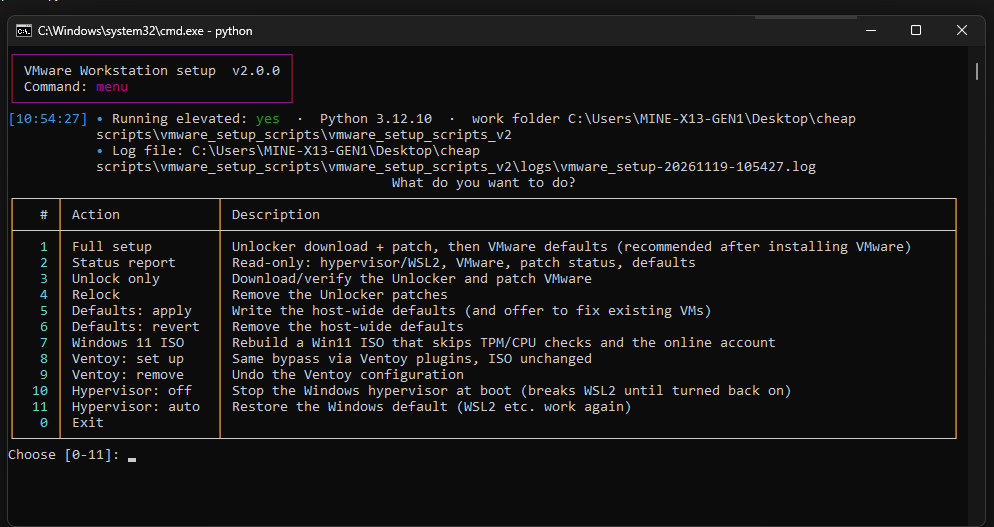 C:\Windows\system32\cmd.exe - python
VMware Workstation setup v2.0.0
Command: menu
[10:54:27] • Running elevated: yes · Python 3.12.10 · work folder C:\Users\MINE-X13-GEN1\Desktop\cheap
scripts\vmware_setup_scripts\vmware_setup_scripts_v2
• Log file: C:\Users\MINE-X13-GEN1\Desktop\cheap
scripts\vmware_setup_scripts\vmware_setup_scripts_v2\logs\vmware_setup-20261119-105427.log
What do you want to do?
# Action Description
1 Full setup Unlocker download + patch, then VMware defaults (recommended after installing VMware)
2 Status report Read-only: hypervisor/WSL2, VMware, patch status, defaults
3 Unlock only Download/verify the Unlocker and patch VMware
4 Relock Remove the Unlocker patches
5 Defaults: apply Write the host-wide defaults (and offer to fix existing VMs)
6 Defaults: revert Remove the host-wide defaults
7 Windows 11 ISO Rebuild a Win11 ISO that skips TPM/CPU checks and the online account
8 Ventoy: set up Same bypass via Ventoy plugins, ISO unchanged
9 Ventoy: remove Undo the Ventoy configuration
10 Hypervisor: off Stop the Windows hypervisor at boot (breaks WSL2 until turned back on)
11 Hypervisor: auto Restore the Windows default (WSL2 etc. work again)
0 Exit
Choose [0-11]: